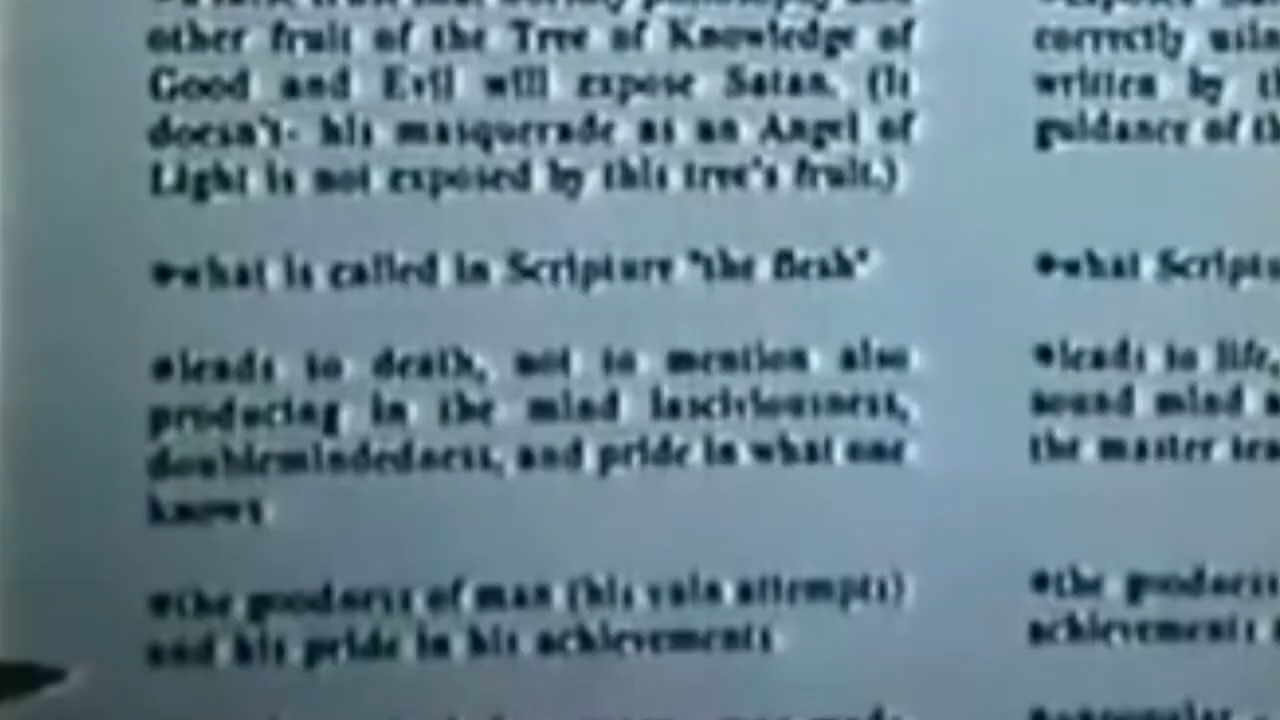 other fruit of the Tree of Knowledge of
Good and Evil will expose Satan. (It
doesn't- his masquerade as an Angel of
Light is not exposed by this tree's fruit.)
•what is called in Scripture "the flesh"
•leads to death, not to mention also
producing in the mind lasciviousness,
doublemindedness, and pride in what one
knows
•the goodness of man (his vain attempts)
and his pride in his achievements
correctly
written by
guidance of
•what
•leads to life,
sound mind
the master
•the goodness
achievements